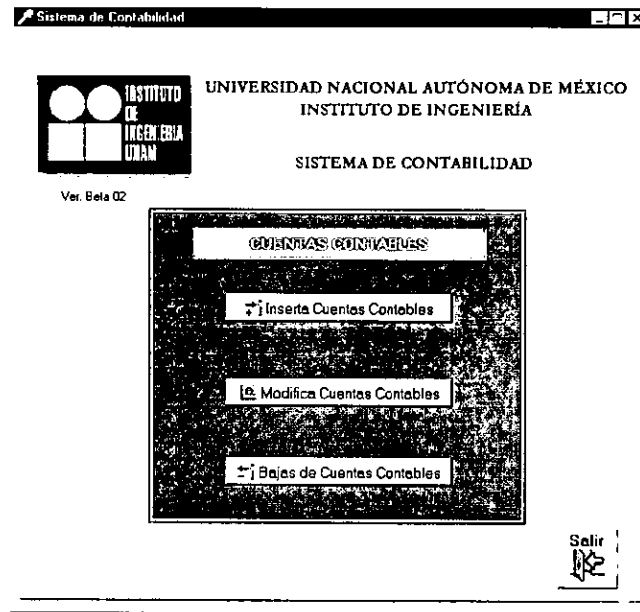 Sistema de Contabilidad
INSTITUTO
DE
INGENIERIA
UNAM
UNIVERSIDAD NACIONAL AUTÓNOMA DE MÉXICO
INSTITUTO DE INGENIERÍA
SISTEMA DE CONTABILIDAD
Ver. Beta 02
CUENTAS CONTABLES
Inserta Cuentas Contables
Modifica Cuentas Contables
Bajas de Cuentas Contables
Salir